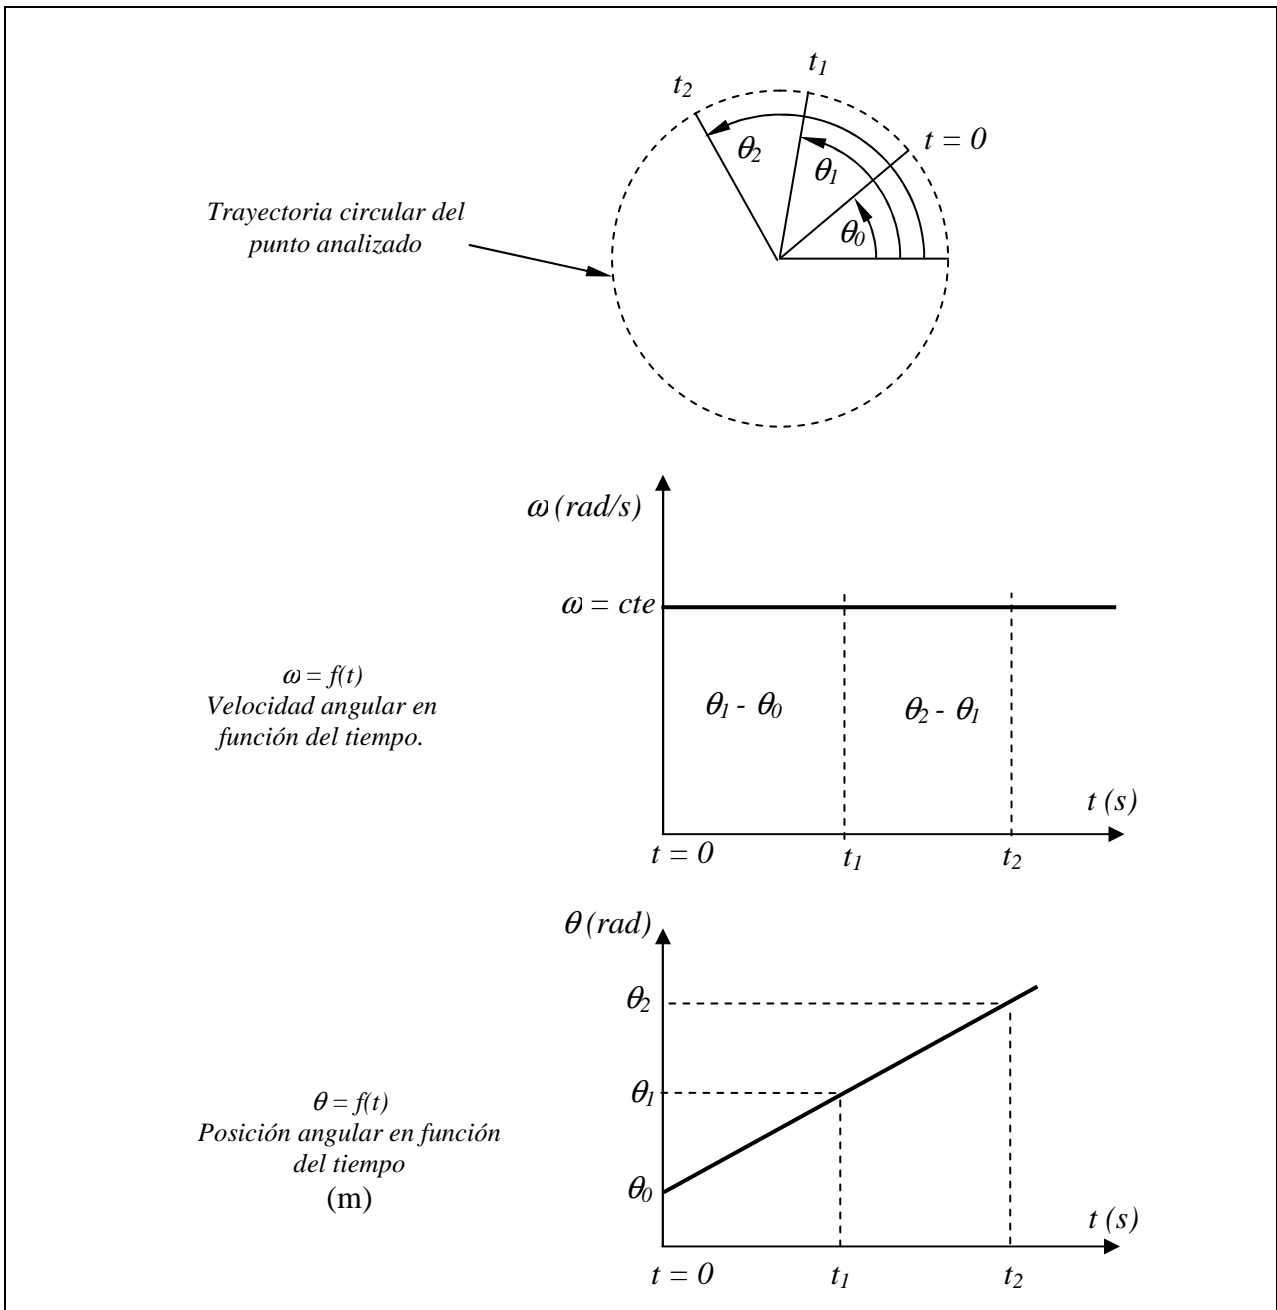 t₁
t₂
t = 0
θ₂
θ₁
θ₀
Trayectoria circular del
punto analizado
ω (rad/s)
ω = cte
ω = f(t)
Velocidad angular en
función del tiempo.
θ₁ - θ₀
θ₂ - θ₁
t (s)
t = 0
t₁
t₂
θ (rad)
θ₂
θ₁
θ = f(t)
Posición angular en función
del tiempo
(m)
θ₀
t (s)
t = 0
t₁
t₂